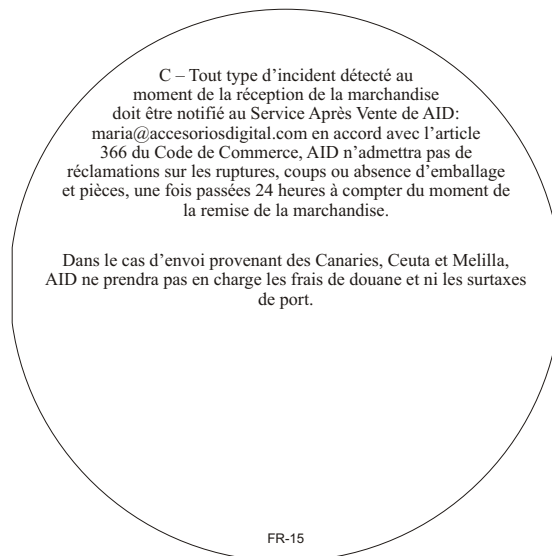 C – Tout type d’incident détecté au
moment de la réception de la marchandise
doit être notifié au Service Après Vente de AID:
maria@accesoriosdigital.com en accord avec l’article
366 du Code de Commerce, AID n’admettra pas de
réclamations sur les ruptures, coups ou absence d’emballage
et pièces, une fois passées 24 heures à compter du moment de
la remise de la marchandise.
Dans le cas d’envoi provenant des Canaries, Ceuta et Melilla,
AID ne prendra pas en charge les frais de douane et ni les surtaxes
de port.
FR-15